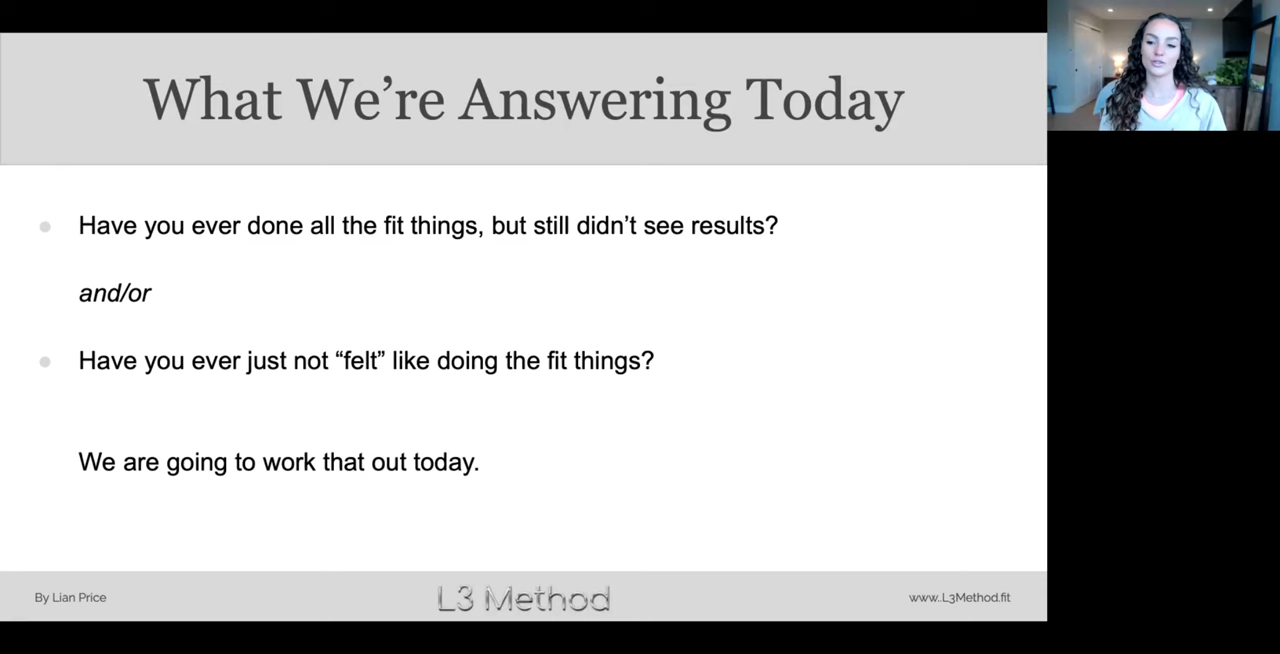 What We’re Answering Today
Have you ever done all the fit things, but still didn’t see results?
and/or
Have you ever just not “felt” like doing the fit things?
We are going to work that out today.
By Lian Price
L3 Method
www..L3Method.fit